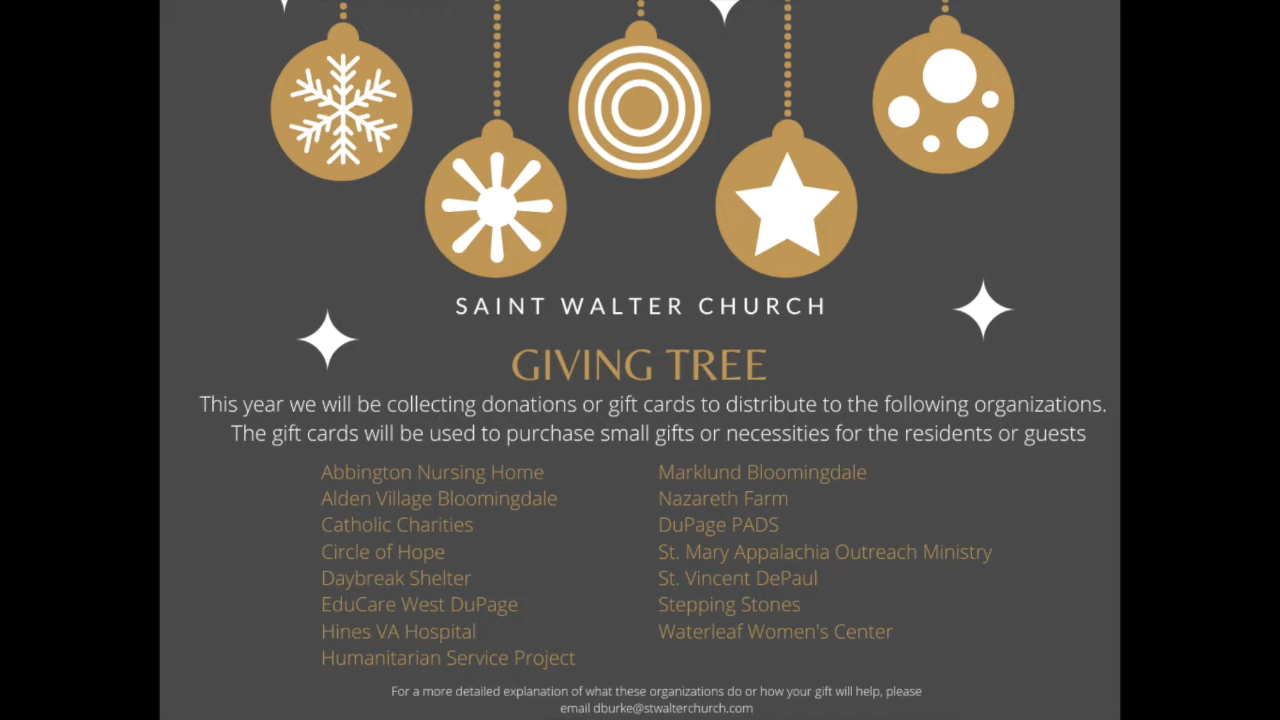 SAINT WALTER CHURCH
GIVING TREE
This year we will be collecting donations or gift cards to distribute to the following organizations.
The gift cards will be used to purchase small gifts or necessities for the residents or guests
Abbington Nursing Home
Alden Village Bloomingdale
Catholic Charities
Circle of Hope
Daybreak Shelter
EduCare West DuPage
Hines VA Hospital
Humanitarian Service Project
Marklund Bloomingdale
Nazareth Farm
DuPage PADS
St. Mary Appalachia Outreach Ministry
St. Vincent DePaul
Stepping Stones
Waterleaf Women's Center
For a more detailed explanation of what these organizations do or how your gift will help, please
email dburke@stwalterchurch.com